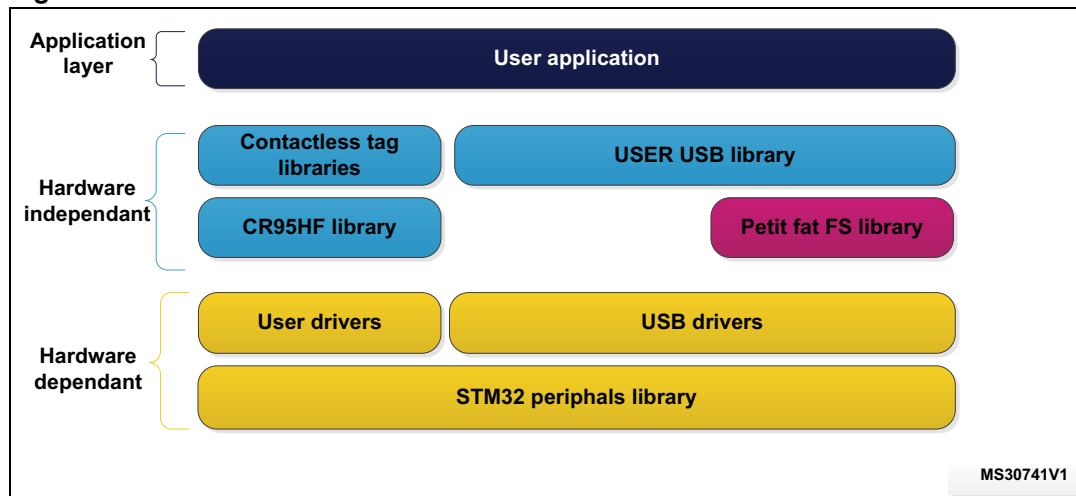 Application
layer
User application
Hardware
independant
Contactless tag
libraries
USER USB library
CR95HF library
Petit fat FS library
Hardware
dependant
User drivers
USB drivers
STM32 periphals library
MS30741V1